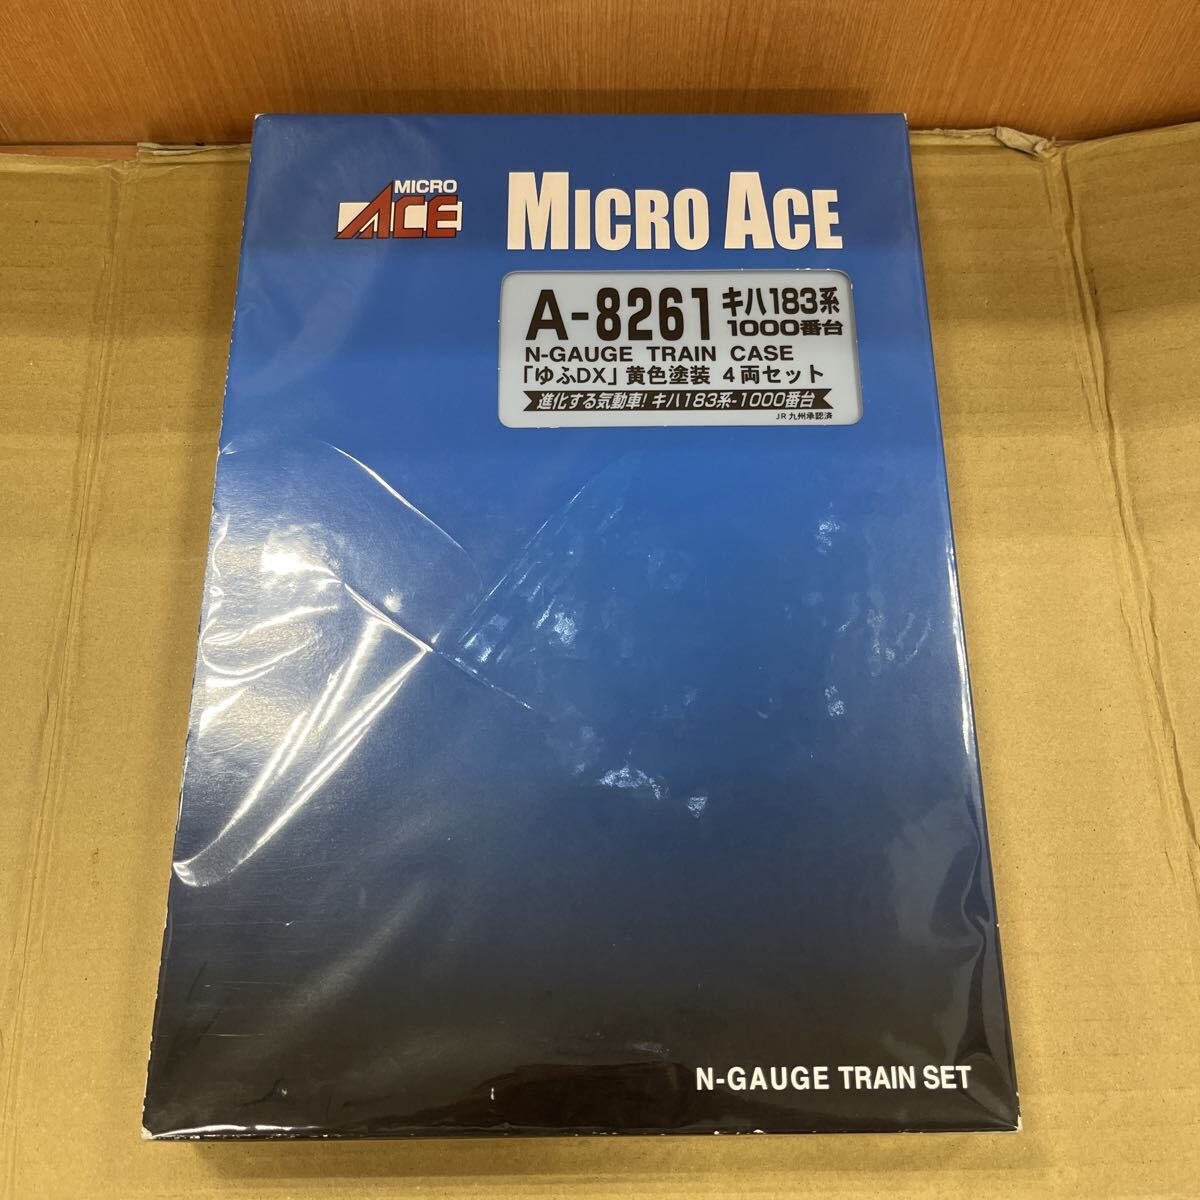 MICRO
ACE
MICRO ACE
A-8261 キハ183系
1000番台
N-GAUGE TRAIN CASE
「ゆふDX」黄色塗装 4両セット
進化する気動車!キハ183系-1000番台
JR九州承認済
N-GAUGE TRAIN SET